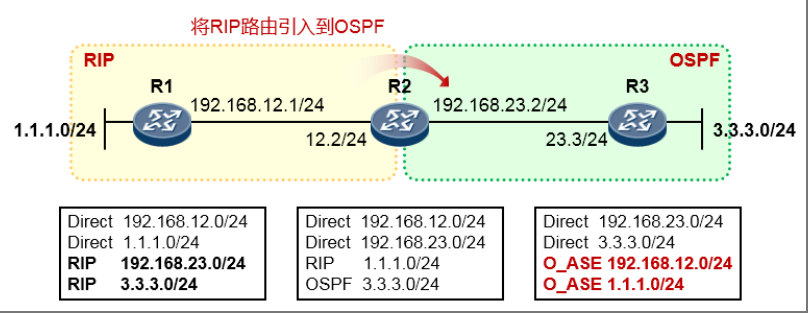 将RIP路由引入到OSPF
RIP
OSPF
R1
R2
R3
192.168.12.1/24
192.168.23.2/24
1.1.1.0/24
12.2/24
23.3/24
3.3.3.0/24
Direct 192.168.12.0/24
Direct 1.1.1.0/24
RIP 192.168.23.0/24
RIP 3.3.3.0/24
Direct 192.168.12.0/24
Direct 192.168.23.0/24
RIP 1.1.1.0/24
OSPF 3.3.3.0/24
Direct 192.168.23.0/24
Direct 3.3.3.0/24
O_ASE 192.168.12.0/24
O_ASE 1.1.1.0/24